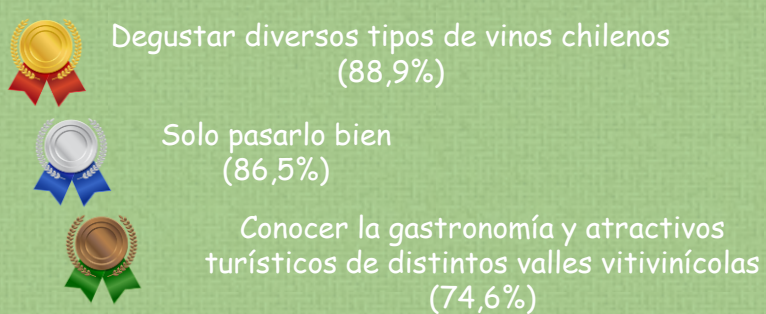 Degustar diversos tipos de vinos chilenos
(88,9%)
Solo pasarlo bien
(86,5%)
Conocer la gastronomía y atractivos
turísticos de distintos valles vitivinícolas
(74,6%)